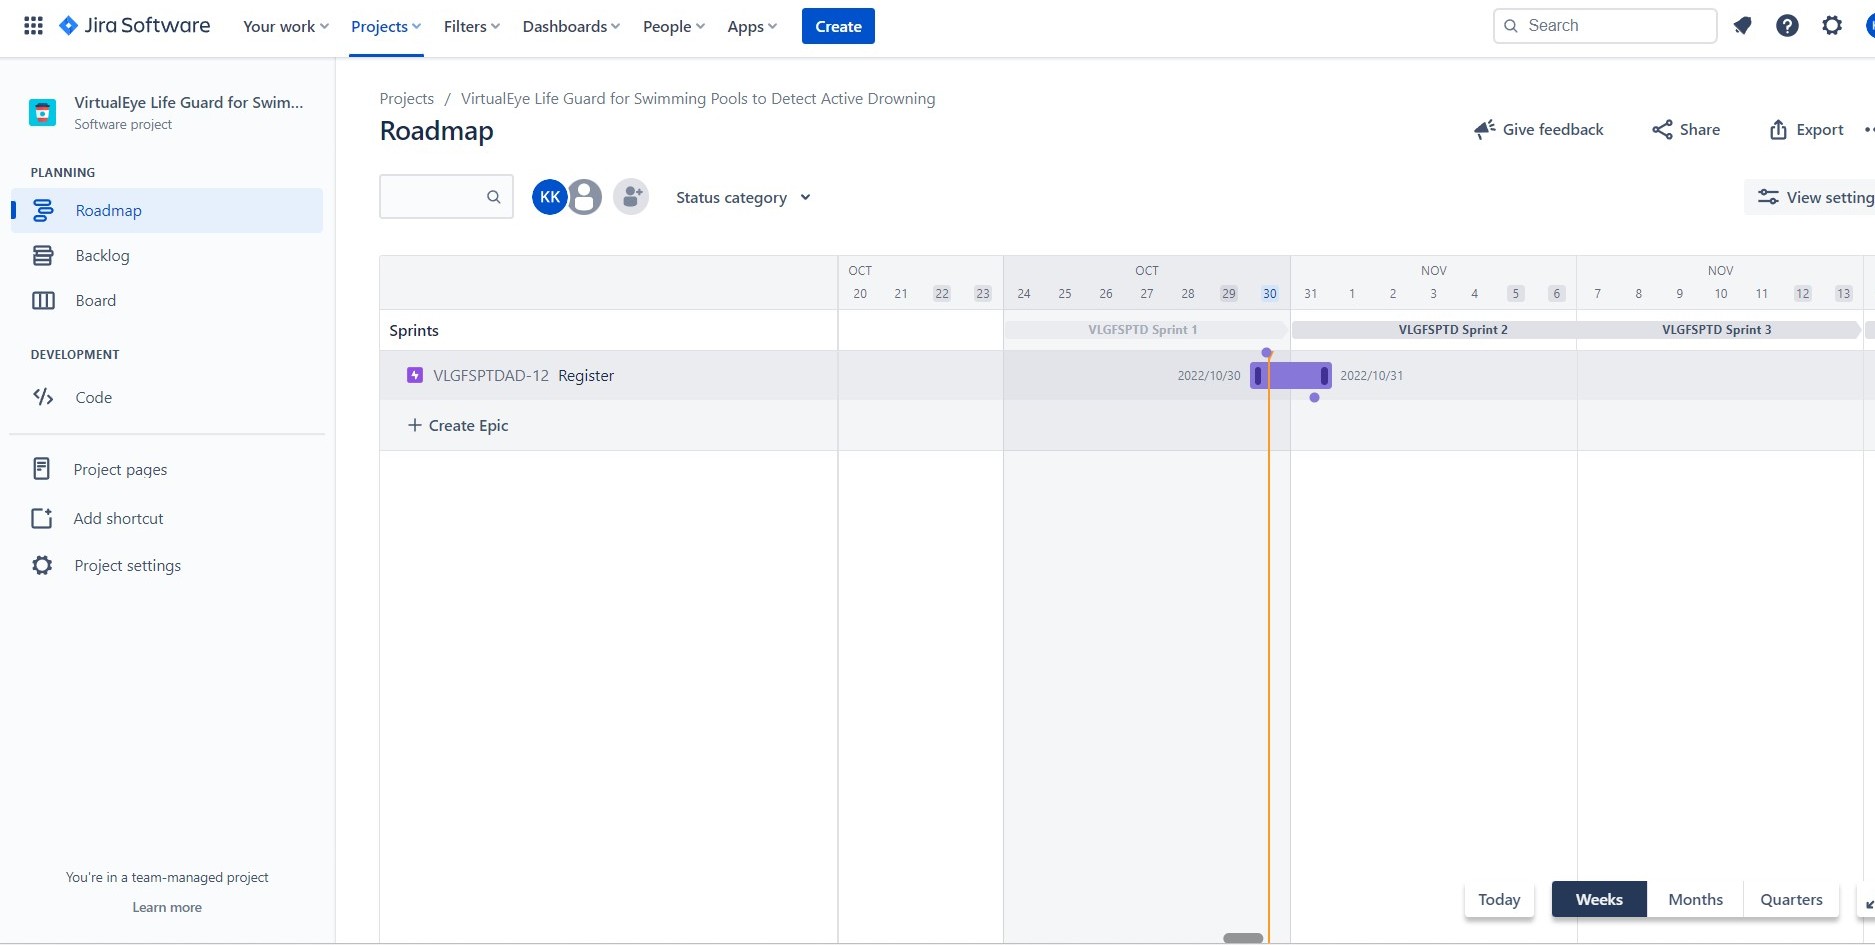 Jira Software Your work Projects Filters Dashboards People Apps Create Search
VirtualEye Life Guard for Swim...
Software project
PLANNING
Roadmap
Backlog
Board
DEVELOPMENT
Code
Project pages
Add shortcut
Project settings
You're in a team-managed project
Learn more
Projects / VirtualEye Life Guard for Swimming Pools to Detect Active Drowning
Roadmap
Give feedback Share Export
KK Status category View setting
OCT OCT NOV NOV
20 21 22 23 24 25 26 27 28 29 30 31 1 2 3 4 5 6 7 8 9 10 11 12 13
Sprints VLGFSPTD Sprint 1 VLGFSPTD Sprint 2 VLGFSPTD Sprint 3
VLGFSPTDAD-12 Register 2022/10/30 2022/10/31
+ Create Epic
Today Weeks Months Quarters